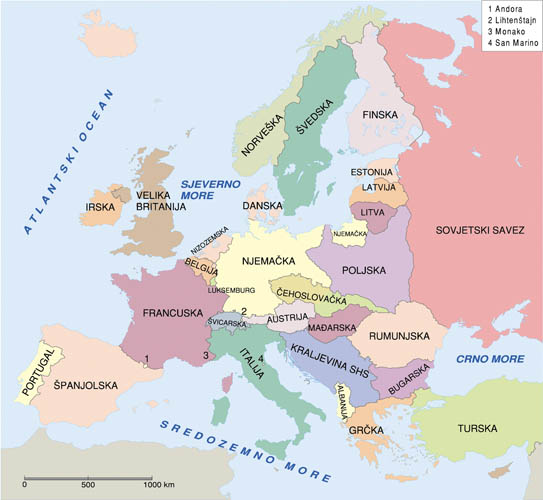 1 Andora
2 Lihtenštajn
3 Monako
4 San Marino
ATLANTSKI OCEAN
NORVEŠKA
ŠVEDSKA
FINSKA
ESTONIJA
LATVIJA
LITVA
SOVJETSKI SAVEZ
SJEVERNO
MORE
DANSKA
IRSKA
VELIKA
BRITANIJA
NIZOZEMSKA
BELGIJA
NJEMAČKA
NJEMAČKA
POLJSKA
LUKSEMBURG
ČEHOSLOVAČKA
FRANCUSKA
2
ŠVICARSKA
AUSTRIJA
MAĐARSKA
RUMUNJSKA
1
3
4
ITALIJA
KRALJEVINA SHS
CRNO MORE
PORTUGAL
ŠPANJOLSKA
BUGARSKA
ALBANIJA
GRČKA
TURSKA
SREDOZEMNO MORE
0 500 1000 km